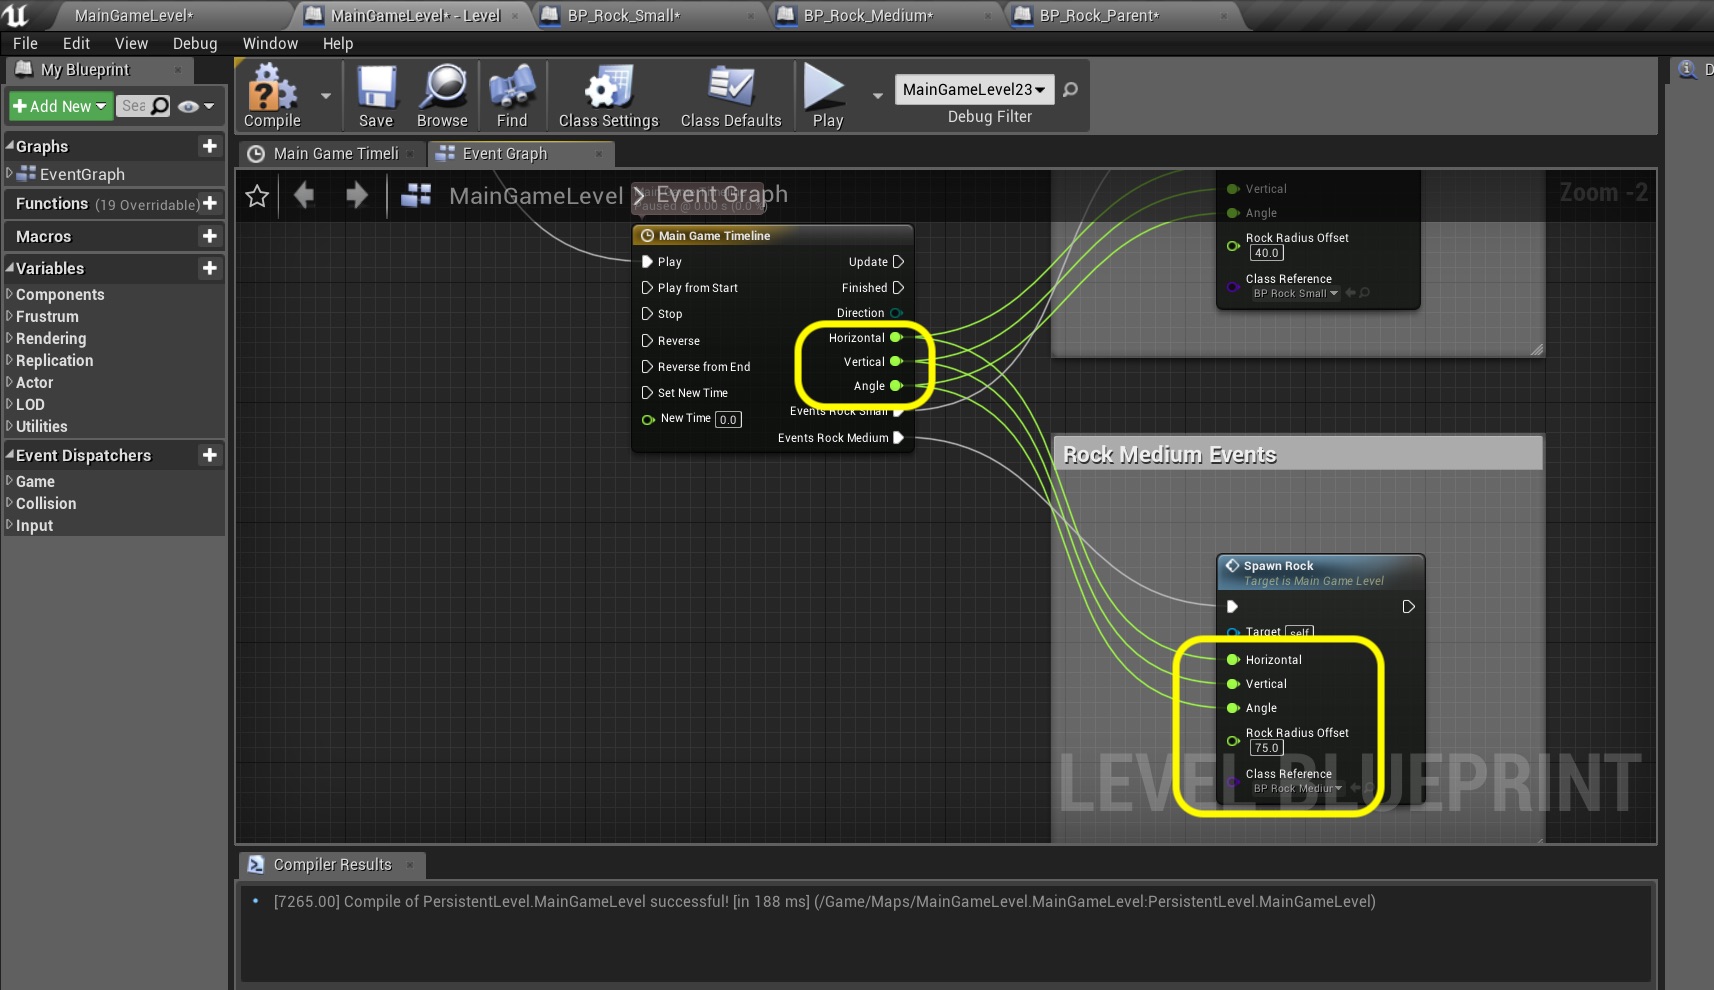 MainGameLevel*
MainGameLevel* - Level
BP_Rock_Small*
BP_Rock_Medium*
BP_Rock_Parent*
File Edit View Debug Window Help
My Blueprint
Add New
Sea
Graphs
EventGraph
Functions (19 Overridable)
Macros
Variables
Components
Frustrum
Rendering
Replication
Actor
LOD
Utilities
Event Dispatchers
Game
Collision
Input
Compile
Save
Browse
Find
Class Settings
Class Defaults
Play
MainGameLevel23
Debug Filter
D
Main Game Timeli
Event Graph
MainGameLevel > Event Graph
Paused @ 0.00 s (0.0 %)
Zoom -2
Main Game Timeline
Play
Play from Start
Stop
Reverse
Reverse from End
Set New Time
New Time 0.0
Update
Finished
Direction
Horizontal
Vertical
Angle
Events Rock Small
Events Rock Medium
Vertical
Angle
Rock Radius Offset
40.0
Class Reference
BP Rock Small
Rock Medium Events
Spawn Rock
Target is Main Game Level
Target self
Horizontal
Vertical
Angle
Rock Radius Offset
75.0
Class Reference
BP Rock Mediur
LEVEL BLUEPRINT
Compiler Results
[7265.00] Compile of PersistentLevel.MainGameLevel successful! [in 188 ms] (/Game/Maps/MainGameLevel.MainGameLevel:PersistentLevel.MainGameLevel)